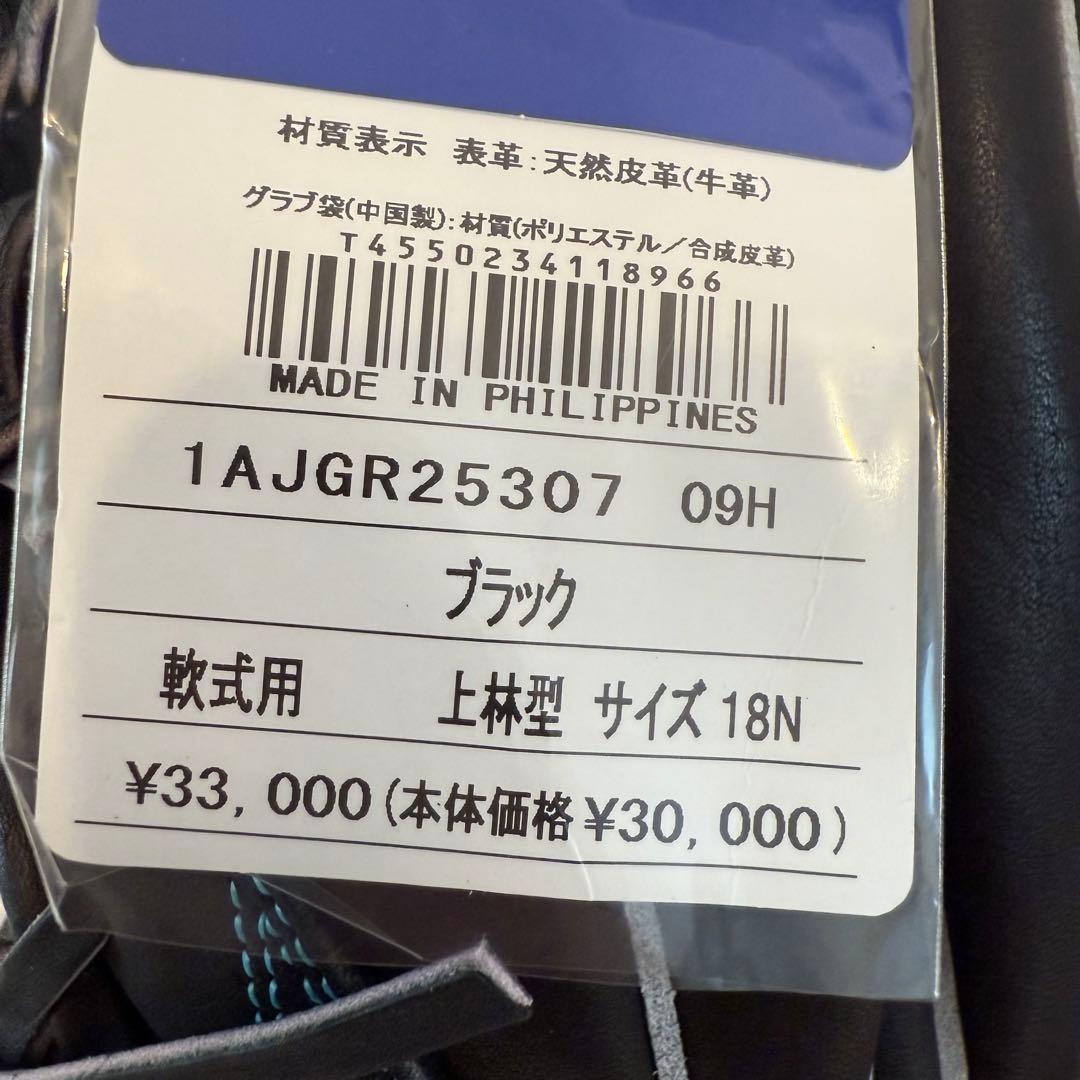 材質表示 表革:天然皮革(牛革)
グラブ袋(中国製):材質(ポリエステル／合成皮革)
T4550234118966
MADE IN PHILIPPINES
1AJGR25307 09H
ブラック
軟式用 上林型 サイズ18N
¥33,000(本体価格¥30,000)